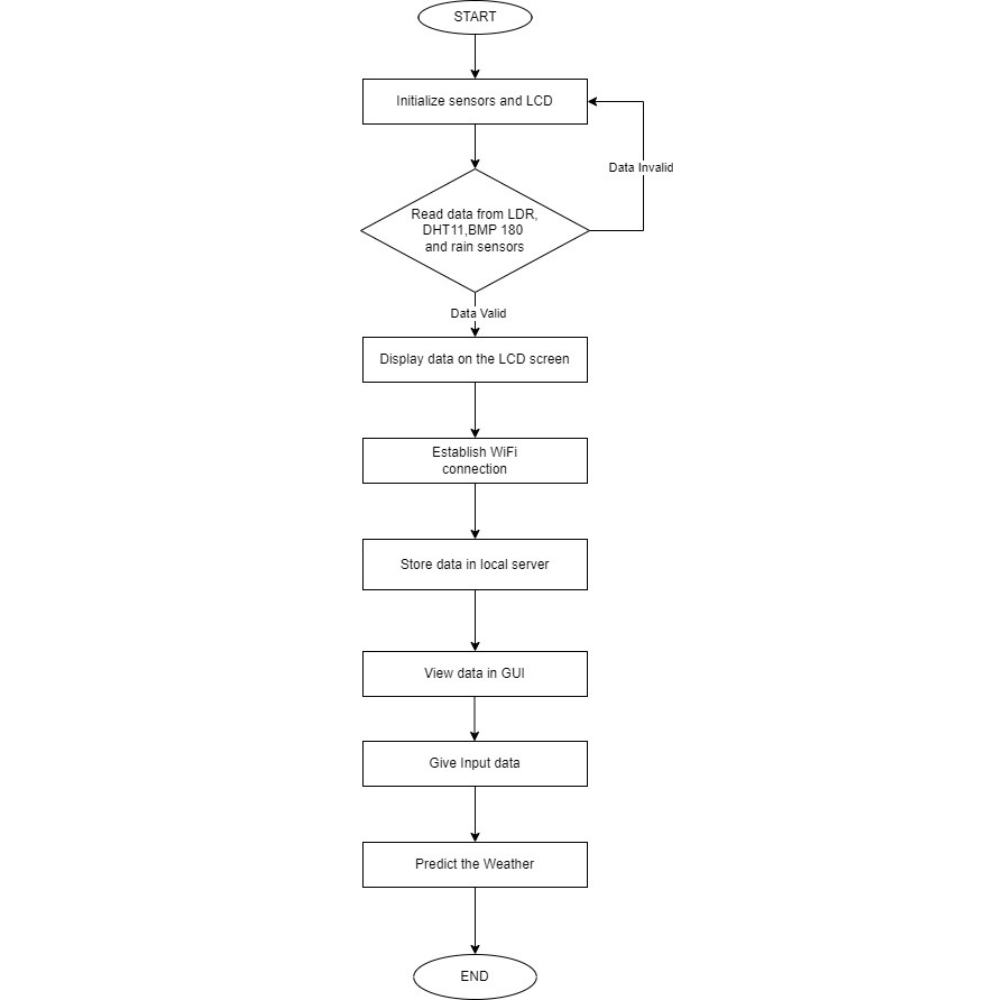 START
Initialize sensors and LCD
Data Invalid
Read data from LDR,
DHT11,BMP 180
and rain sensors
Data Valid
Display data on the LCD screen
Establish WiFi
connection
Store data in local server
View data in GUI
Give Input data
Predict the Weather
END